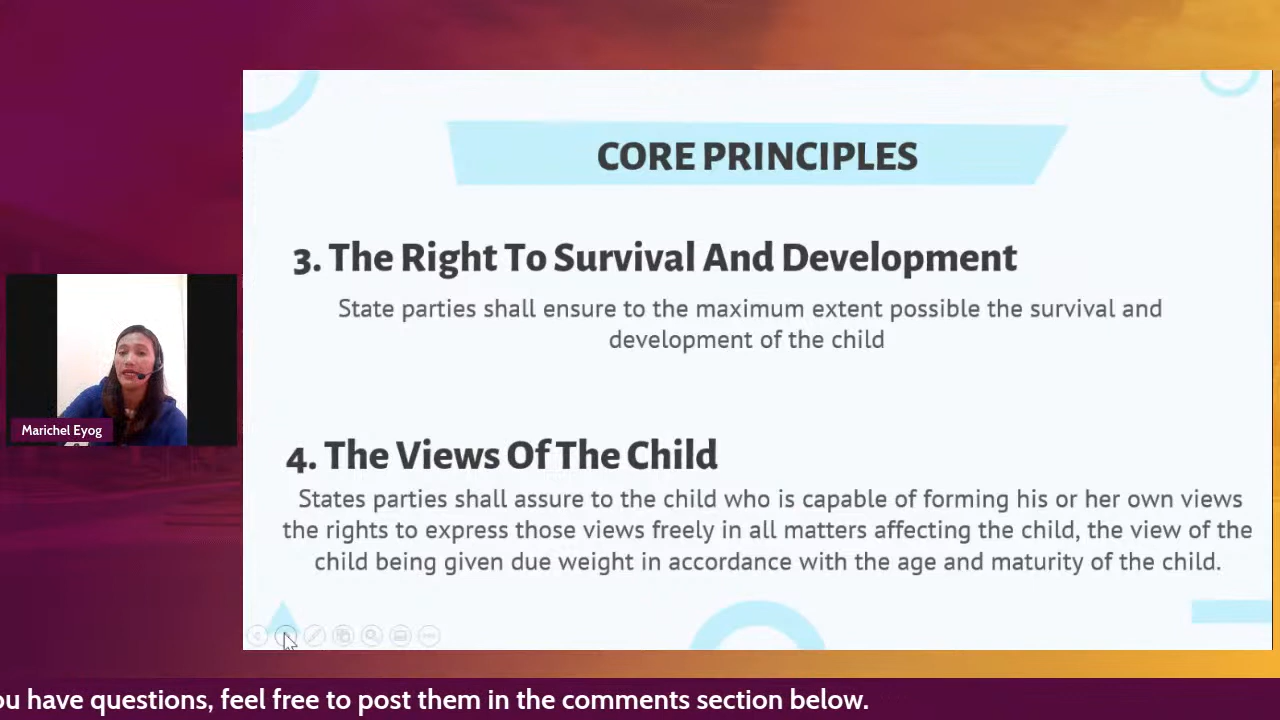 CORE PRINCIPLES
3. The Right To Survival And Development
State parties shall ensure to the maximum extent possible the survival and
development of the child
4. The Views Of The Child
States parties shall assure to the child who is capable of forming his or her own views
the rights to express those views freely in all matters affecting the child, the view of the
child being given due weight in accordance with the age and maturity of the child.
Marichel Eyog
have questions, feel free to post them in the comments section below.